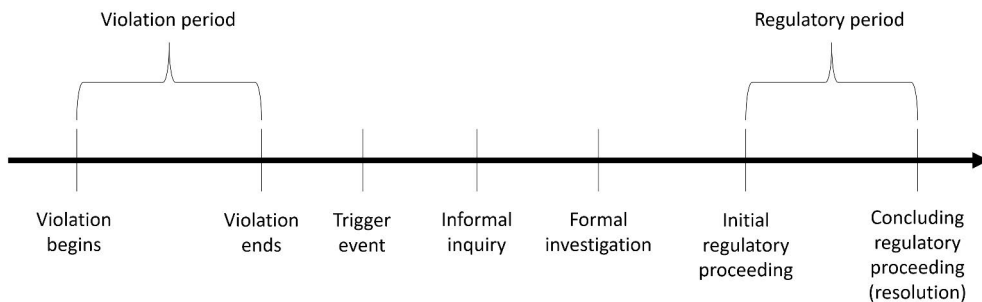 Violation period
Regulatory period
Violation
begins
Violation
ends
Trigger
event
Informal
inquiry
Formal
investigation
Initial
regulatory
proceeding
Concluding
regulatory
proceeding
(resolution)